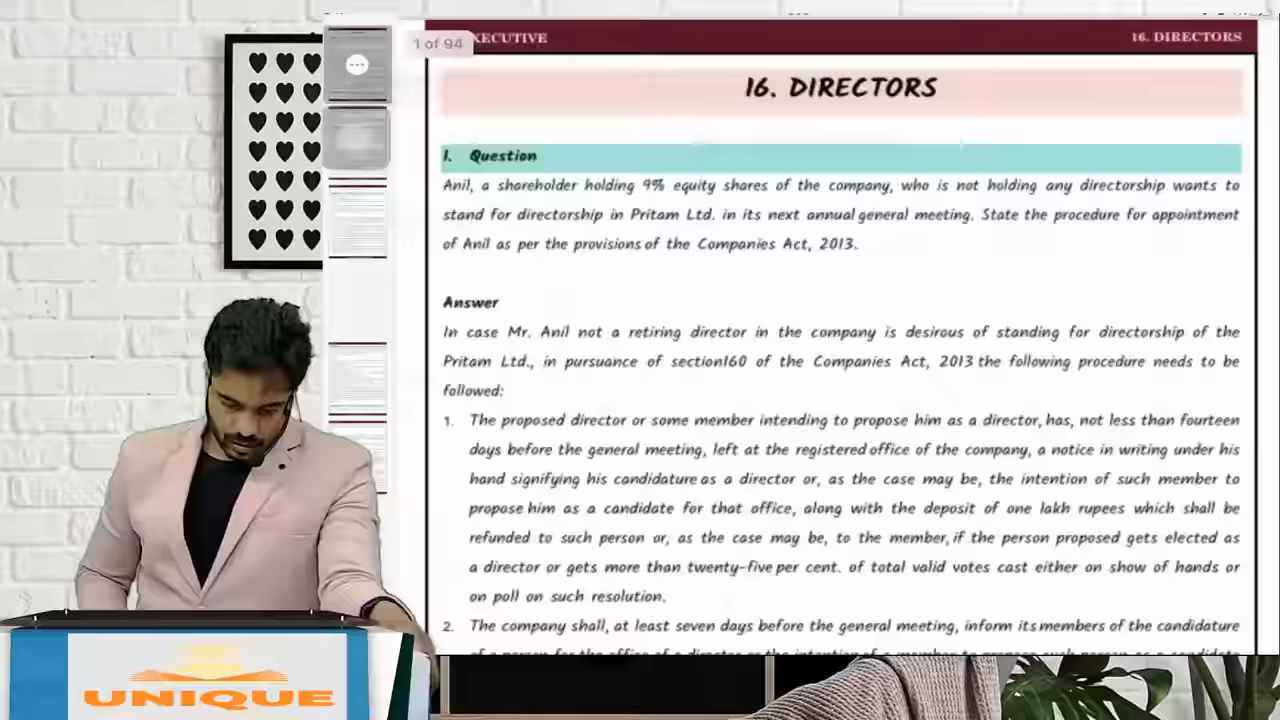 1 of 94
XECUTIVE
16. DIRECTORS
16. DIRECTORS
1. Question
Anil, a shareholder holding 9% equity shares of the company, who is not holding any directorship wants to
stand for directorship in Pritam Ltd. in its next annual general meeting. State the procedure for appointment
of Anil as per the provisions of the Companies Act, 2013.
Answer
In case Mr. Anil not a retiring director in the company is desirous of standing for directorship of the
Pritam Ltd., in pursuance of section160 of the Companies Act, 2013 the following procedure needs to be
followed:
1. The proposed director or some member intending to propose him as a director, has, not less than fourteen
days before the general meeting, left at the registered office of the company, a notice in writing under his
hand signifying his candidature as a director or, as the case may be, the intention of such member to
propose him as a candidate for that office, along with the deposit of one lakh rupees which shall be
refunded to such person or, as the case may be, to the member, if the person proposed gets elected as
a director or gets more than twenty-five per cent. of total valid votes cast either on show of hands or
on poll on such resolution.
2. The company shall, at least seven days before the general meeting, inform its members of the candidature
UNIQUE